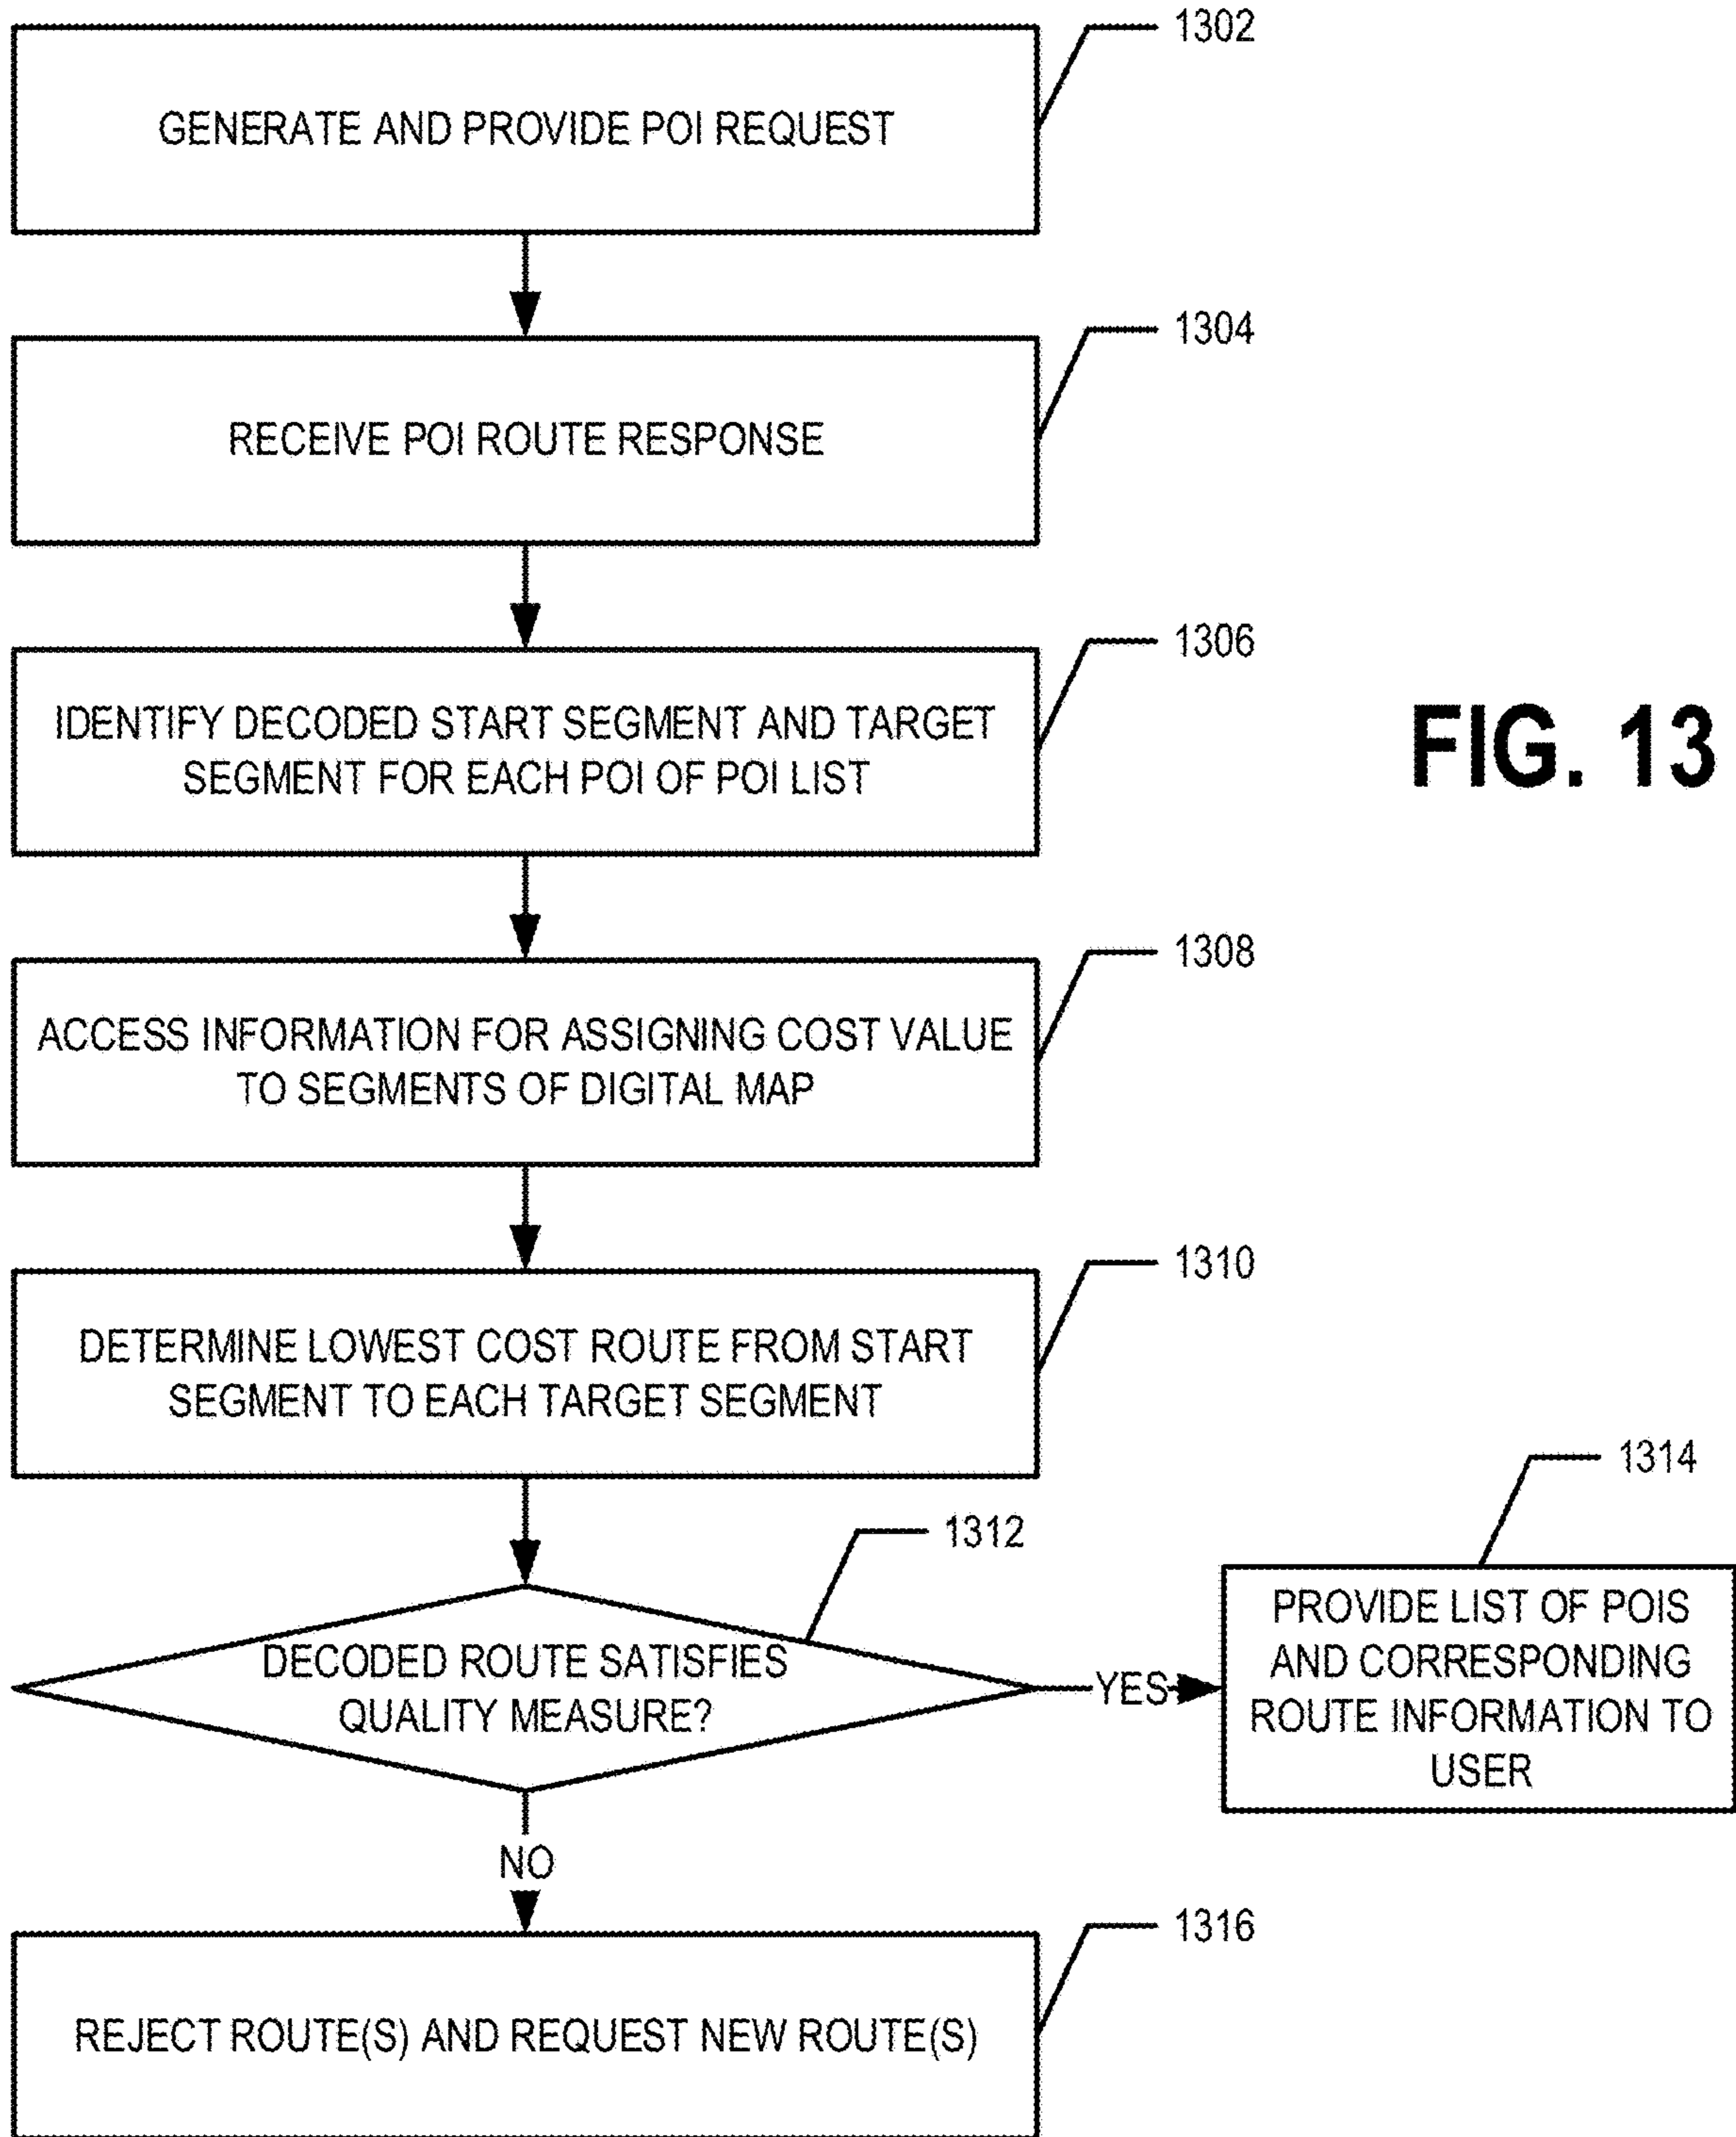 1302
GENERATE AND PROVIDE POI REQUEST
1304
RECEIVE POI ROUTE RESPONSE
1306
IDENTIFY DECODED START SEGMENT AND TARGET
SEGMENT FOR EACH POI OF POI LIST
FIG. 13
1308
ACCESS INFORMATION FOR ASSIGNING COST VALUE
TO SEGMENTS OF DIGITAL MAP
1310
DETERMINE LOWEST COST ROUTE FROM START
SEGMENT TO EACH TARGET SEGMENT
1312
DECODED ROUTE SATISFIES
QUALITY MEASURE?
YES
1314
PROVIDE LIST OF POIS
AND CORRESPONDING
ROUTE INFORMATION TO
USER
NO
1316
REJECT ROUTE(S) AND REQUEST NEW ROUTE(S)